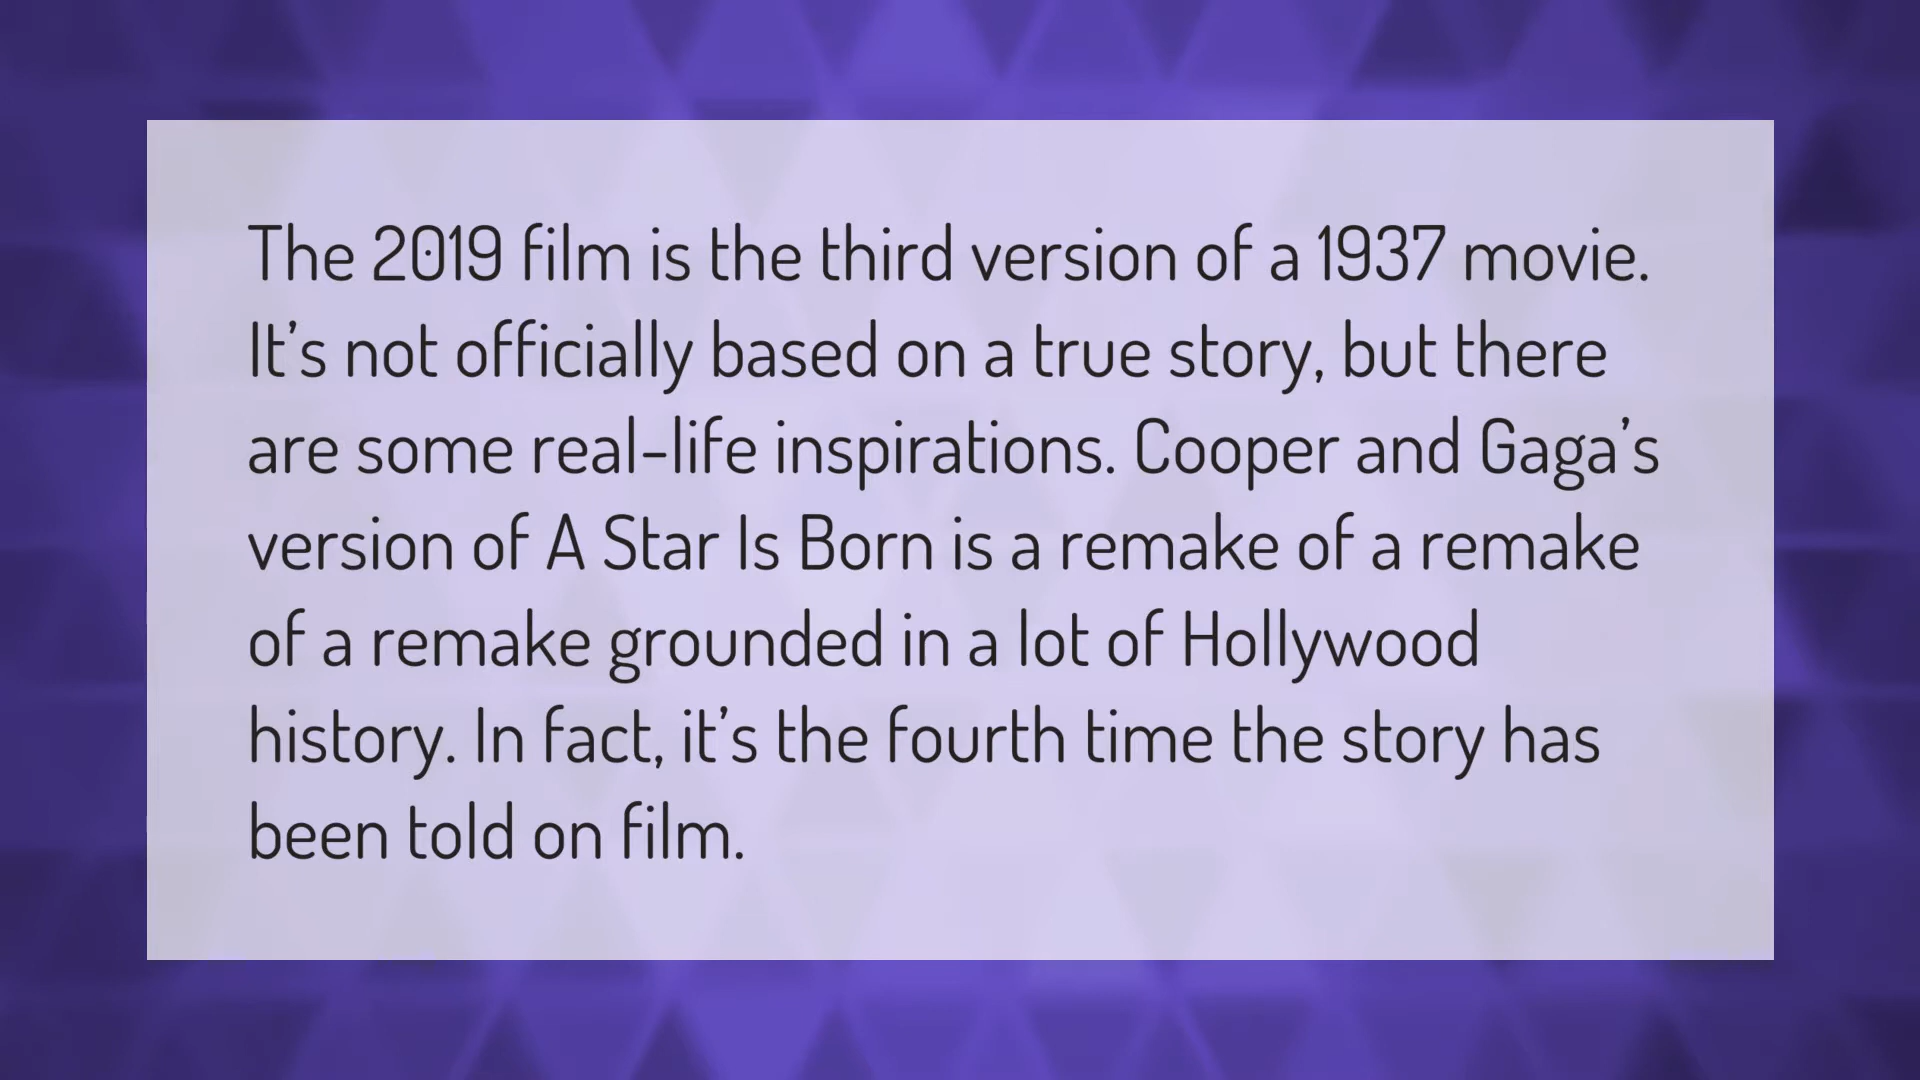 The 2019 film is the third version of a 1937 movie.
It’s not officially based on a true story, but there
are some real-life inspirations. Cooper and Gaga’s
version of A Star Is Born is a remake of a remake
of a remake grounded in a lot of Hollywood
history. In fact, it’s the fourth time the story has
been told on film.